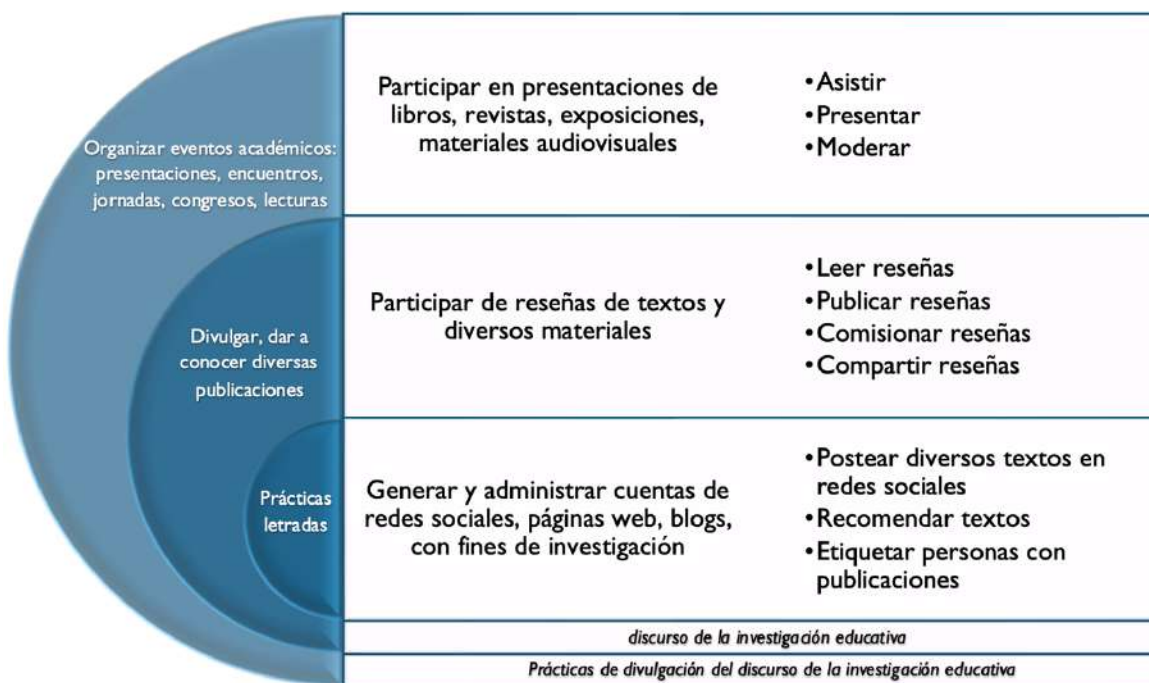 Organizar eventos académicos:
presentaciones, encuentros,
jornadas, congresos, lecturas
Participar en presentaciones de
libros, revistas, exposiciones,
materiales audiovisuales
•Asistir
•Presentar
•Moderar
Divulgar, dar a
conocer diversas
publicaciones
Participar de reseñas de textos y
diversos materiales
•Leer reseñas
•Publicar reseñas
•Comisionar reseñas
•Compartir reseñas
Prácticas
letradas
Generar y administrar cuentas de
redes sociales, páginas web, blogs,
con fines de investigación
•Postear diversos textos en
redes sociales
•Recomendar textos
•Etiquetar personas con
publicaciones
discurso de la investigación educativa
Prácticas de divulgación del discurso de la investigación educativa